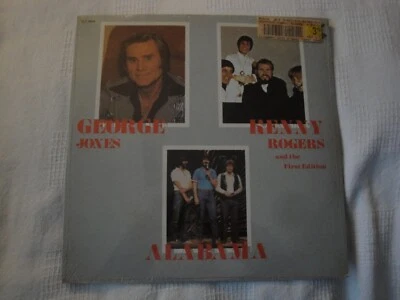 GEORGE
JONES
KENNY
ROGERS
and the
First Edition
ALABAMA